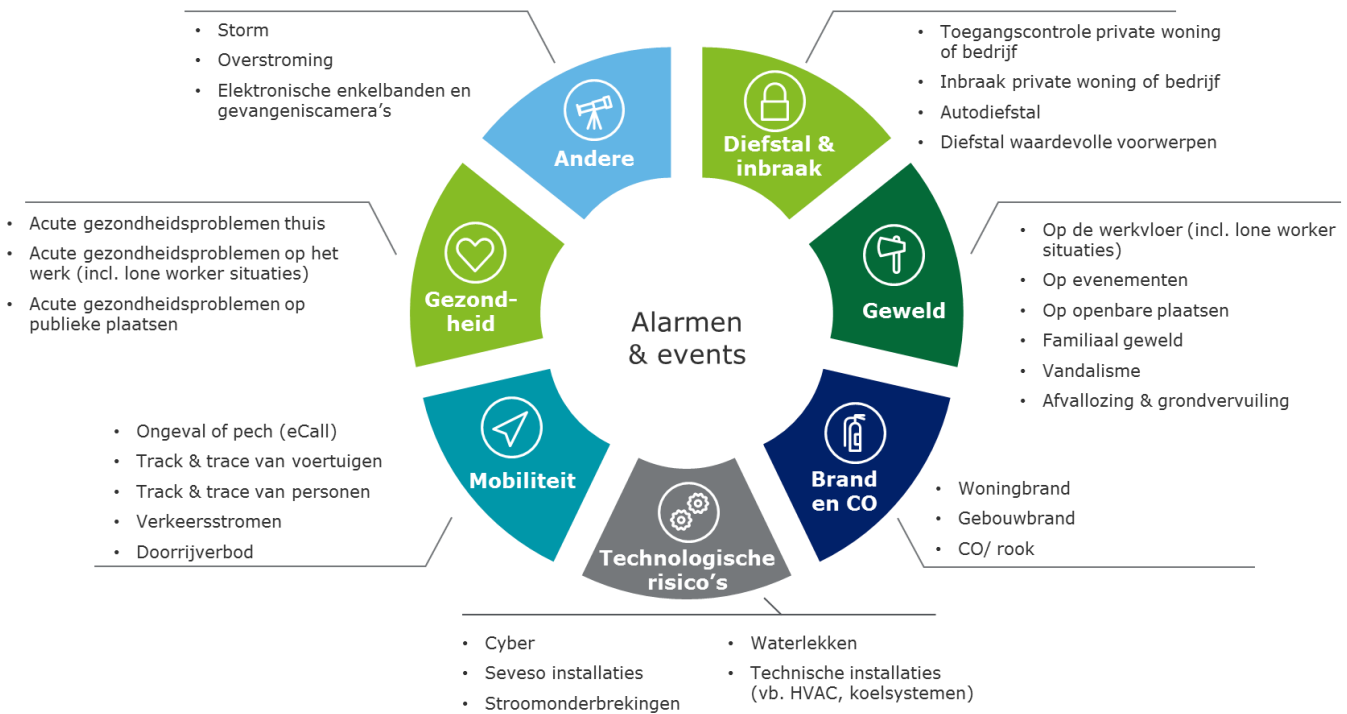 Alarmen
& events
Diefstal &
inbraak
• Toegangscontrole private woning
of bedrijf
• Inbraak private woning of bedrijf
• Autodiefstal
• Diefstal waardevolle voorwerpen
Geweld
• Op de werkvloer (incl. lone worker
situaties)
• Op evenementen
• Op openbare plaatsen
• Familiaal geweld
• Vandalisme
• Afvallozing & grondvervuiling
Brand
en CO
• Woningbrand
• Gebouwbrand
• CO/ rook
Technologische
risico’s
• Cyber
• Seveso installaties
• Stroomonderbrekingen
• Waterlekken
• Technische installaties
(vb. HVAC, koelsystemen)
Mobiliteit
• Ongeval of pech (eCall)
• Track & trace van voertuigen
• Track & trace van personen
• Verkeersstromen
• Doorrijverbod
Gezond-
heid
• Acute gezondheidsproblemen thuis
• Acute gezondheidsproblemen op het
werk (incl. lone worker situaties)
• Acute gezondheidsproblemen op
publieke plaatsen
Andere
• Storm
• Overstroming
• Elektronische enkelbanden en
gevangeniscamera’s